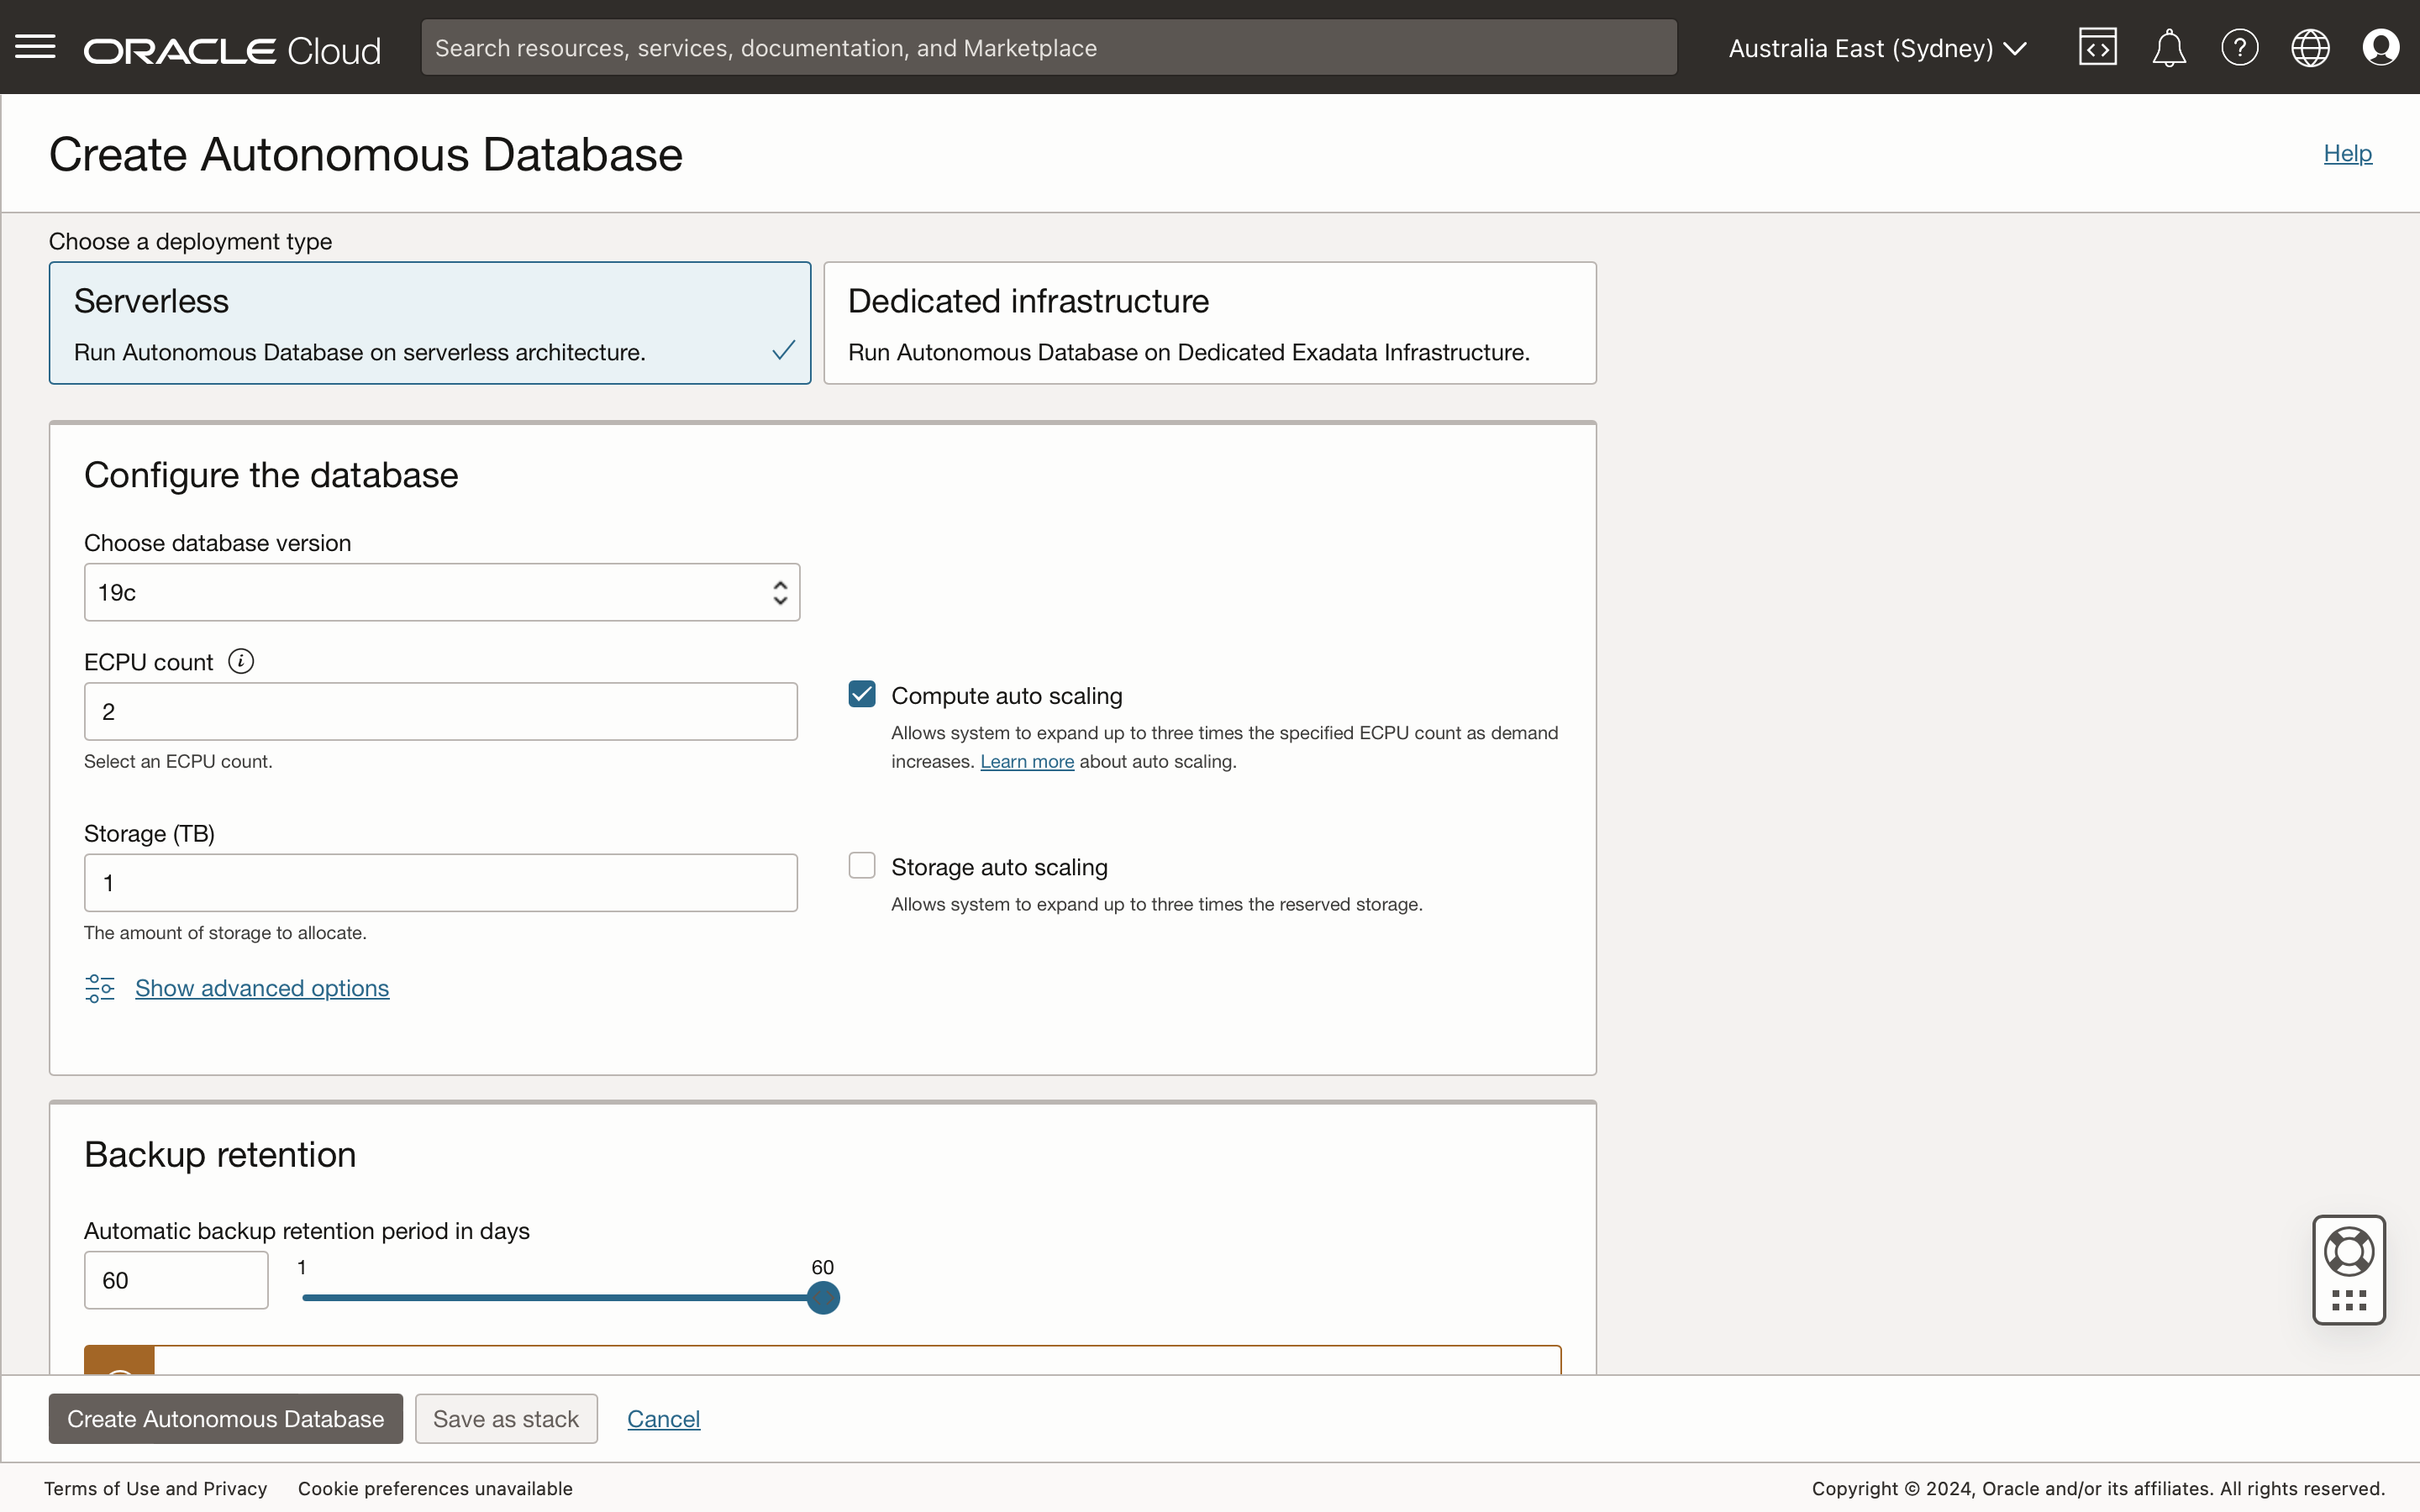 ORACLE Cloud
Search resources, services, documentation, and Marketplace
Australia East (Sydney)
Create Autonomous Database
Help
Choose a deployment type
Serverless
Run Autonomous Database on serverless architecture.
Dedicated infrastructure
Run Autonomous Database on Dedicated Exadata Infrastructure.
Configure the database
Choose database version
19c
ECPU count
2
Select an ECPU count.
Compute auto scaling
Allows system to expand up to three times the specified ECPU count as demand
increases. Learn more about auto scaling.
Storage (TB)
1
The amount of storage to allocate.
Storage auto scaling
Allows system to expand up to three times the reserved storage.
Show advanced options
Backup retention
Automatic backup retention period in days
60
1
60
Create Autonomous Database
Save as stack
Cancel
Terms of Use and Privacy
Cookie preferences unavailable
Copyright © 2024, Oracle and/or its affiliates. All rights reserved.